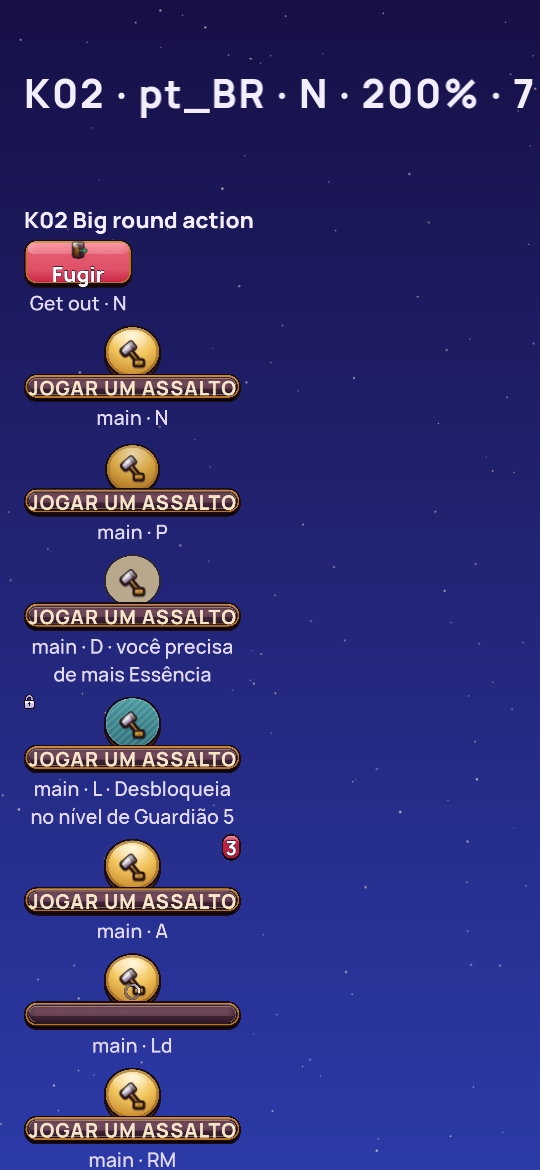 K02 · pt_BR · N · 200% · 7
K02 Big round action
Fugir
Get out · N
JOGAR UM ASSALTO
main · N
JOGAR UM ASSALTO
main · P
JOGAR UM ASSALTO
main · D · você precisa
de mais Essência
JOGAR UM ASSALTO
main · L · Desbloqueia
no nível de Guardião 5
3
JOGAR UM ASSALTO
main · A
main · Ld
JOGAR UM ASSALTO
main · RM